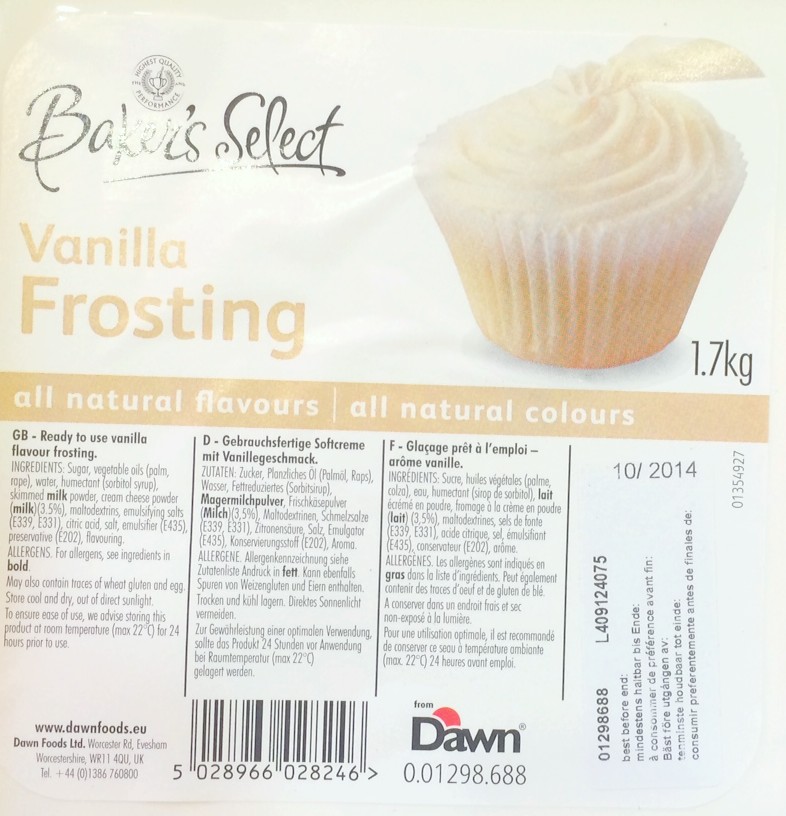 HIGHEST QUALITY
PERFORMANCE
Baker's Select
Vanilla
Frosting
1.7kg
all natural flavours | all natural colours
GB - Ready to use vanilla
flavour frosting.
INGREDIENTS: Sugar, vegetable oils (palm,
rape), water, humectant (sorbitol syrup),
skimmed milk powder, cream cheese powder
(milk)(3.5%), maltodextrins, emulsifying salts
(E339, E331), citric acid, salt, emulsifier (E435),
preservative (E202), flavouring.
ALLERGENS. For allergens, see ingredients in
bold.
May also contain traces of wheat gluten and egg.
Store cool and dry, out of direct sunlight.
To ensure ease of use, we advise storing this
product at room temperature (max 22°C) for 24
hours prior to use.
D - Gebrauchsfertige Softcreme
mit Vanillegeschmack.
ZUTATEN: Zucker, Planzliches Öl (Palmöl, Raps),
Wasser, Fettreduziertes (Sorbitsirup),
Magermilchpulver, Frischkäsepulver
(Milch)(3,5%), Maltodextrinen, Schmelzsalze
(E339, E331), Zitronensäure, Salz, Emulgator
(E435), Konservierungsstoff (E202), Aroma.
ALLERGENE. Allergenkennzeichnung siehe
Zutatenliste Andruck in fett. Kann ebenfalls
Spuren von Weizengluten und Eiern enthalten.
Trocken und kühl lagern. Direktes Sonnenlicht
vermeiden.
Zur Gewährleistung einer optimalen Verwendung,
sollte das Produkt 24 Stunden vor Anwendung
bei Raumtemperatur (max 22°C)
gelagert werden.
F - Glaçage prêt à l'emploi –
arôme vanille.
INGRÉDIENTS: Sucre, huiles végétales (palme,
colza), eau, humectant (sirop de sorbitol), lait
écrémé en poudre, fromage à la crème en poudre
(lait) (3,5%), maltodextrines, sels de fonte
(E339, E331), acide citrique, sel, émulsifiant
(E435), conservateur (E202), arôme.
ALLERGENES. Les allergènes sont indiqués en
gras dans la liste d'ingrédients. Peut également
contenir des traces d'oeuf et de gluten de blé.
A conserver dans un endroit frais et sec
non-exposé à la lumière.
Pour une utilisation optimale, il est recommandé
de conserver ce seau à température ambiante
(max. 22°C) 24 heures avant emploi.
10/ 2014
01354927
01298688 L409124075
best before end:
mindestens haltbar bis Ende:
à consommer de préférence avant fin:
Bäst före utgången av:
tenminste houdbaar tot einde:
consumir preferentemente antes de finales de:
www.dawnfoods.eu
Dawn Foods Ltd. Worcester Rd, Evesham
Worcestershire, WR11 4QU, UK
Tel. +44 (0)1386 760800
5 028966 028246 >
from
Dawn®
0.01298.688